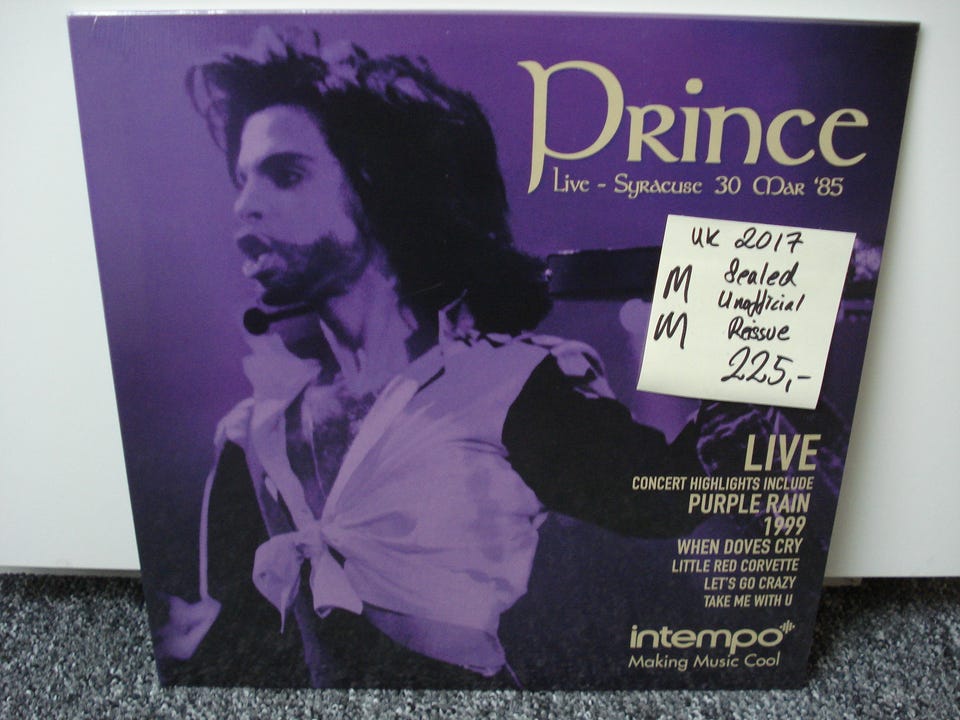 Prince
Live - Syracuse 30 Mar '85
UK 2017
M Sealed
Unofficial
M Reissue
225,-
LIVE
CONCERT HIGHLIGHTS INCLUDE
PURPLE RAIN
1999
WHEN DOVES CRY
LITTLE RED CORVETTE
LET'S GO CRAZY
TAKE ME WITH U
intempo
Making Music Cool